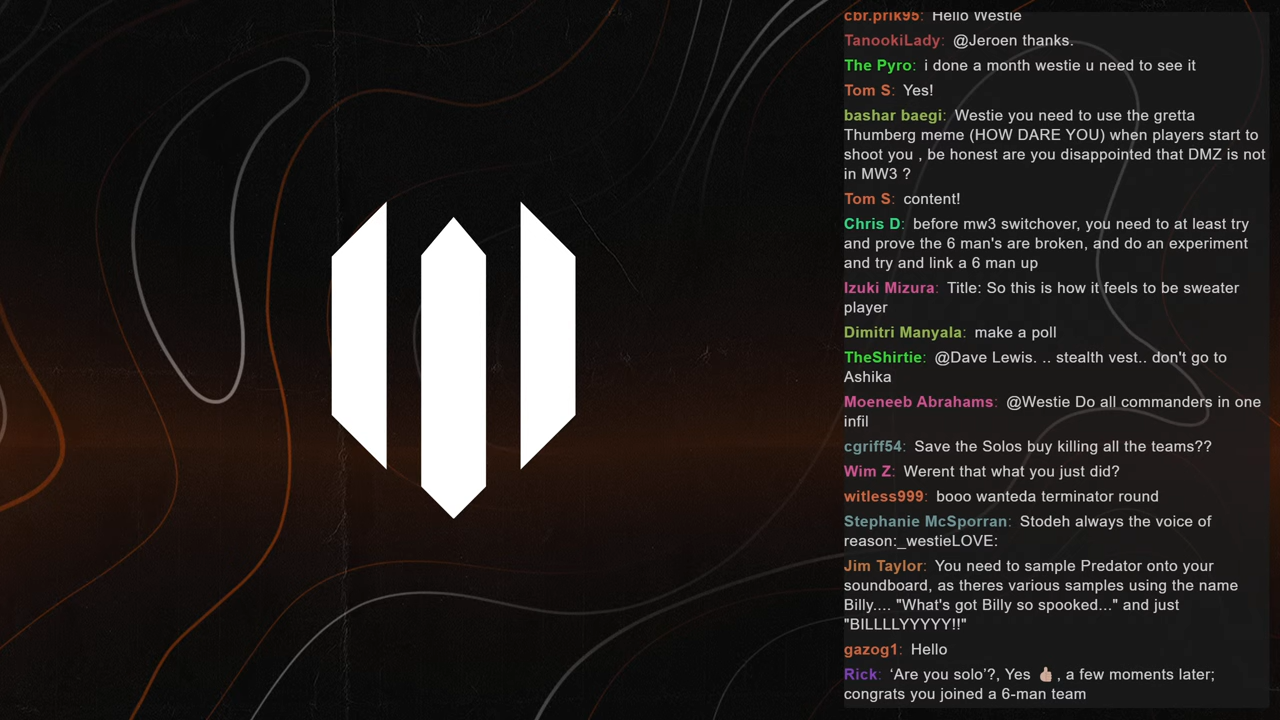 cbr.prik95: Hello Westie
TanookiLady: @Jeroen thanks.
The Pyro: i done a month westie u need to see it
Tom S: Yes!
bashar baegi: Westie you need to use the gretta
Thumberg meme (HOW DARE YOU) when players start to
shoot you , be honest are you disappointed that DMZ is not
in MW3 ?
Tom S: content!
Chris D: before mw3 switchover, you need to at least try
and prove the 6 man's are broken, and do an experiment
and try and link a 6 man up
Izuki Mizura: Title: So this is how it feels to be sweater
player
Dimitri Manyala: make a poll
TheShirtie: @Dave Lewis. .. stealth vest.. don't go to
Ashika
Moeneeb Abrahams: @Westie Do all commanders in one
infil
cgriff54: Save the Solos buy killing all the teams??
Wim Z: Werent that what you just did?
witless999: booo wanteda terminator round
Stephanie McSporran: Stodeh always the voice of
reason:_westieLOVE:
Jim Taylor: You need to sample Predator onto your
soundboard, as theres various samples using the name
Billy.... "What's got Billy so spooked..." and just
"BILLLLYYYYY!!"
gazog1: Hello
Rick: ‘Are you solo’?, Yes 👍🏼, a few moments later;
congrats you joined a 6-man team